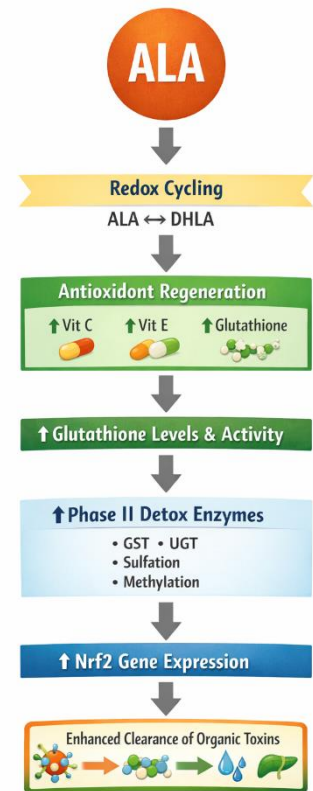 ALA
Redox Cycling
ALA ↔ DHLA
Antioxidont Regeneration
↑ Vit C ↑ Vit E ↑ Glutathione
↑ Glutathione Levels & Activity
↑ Phase II Detox Enzymes
• GST • UGT
• Sulfation
• Methylation
↑ Nrf2 Gene Expression
Enhanced Clearance of Organic Toxins